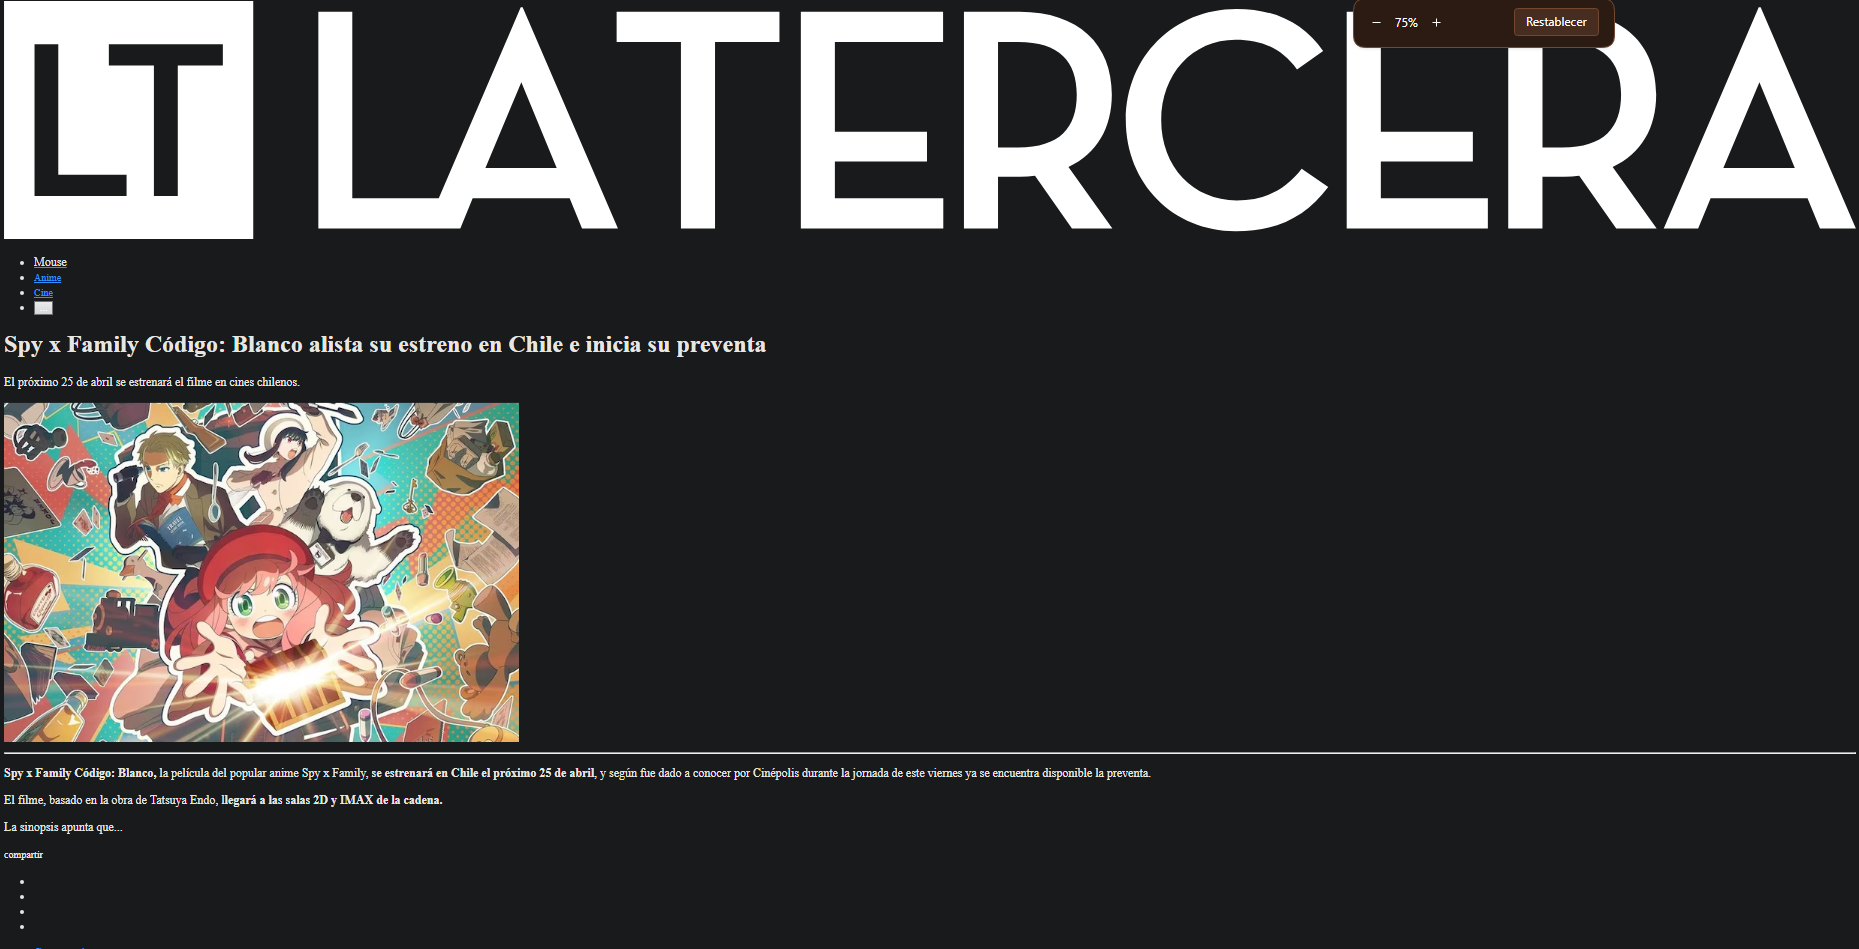 LT LATERCERA
75%
Restablecer
Mouse
Anime
Cine
Spy x Family Código: Blanco alista su estreno en Chile e inicia su preventa
El próximo 25 de abril se estrenará el filme en cines chilenos.
Spy x Family Código: Blanco, la película del popular anime Spy x Family, se estrenará en Chile el próximo 25 de abril, y según fue dado a conocer por Cinépolis durante la jornada de este viernes ya se encuentra disponible la preventa.
El filme, basado en la obra de Tatsuya Endo, llegará a las salas 2D y IMAX de la cadena.
La sinopsis apunta que...
compartir